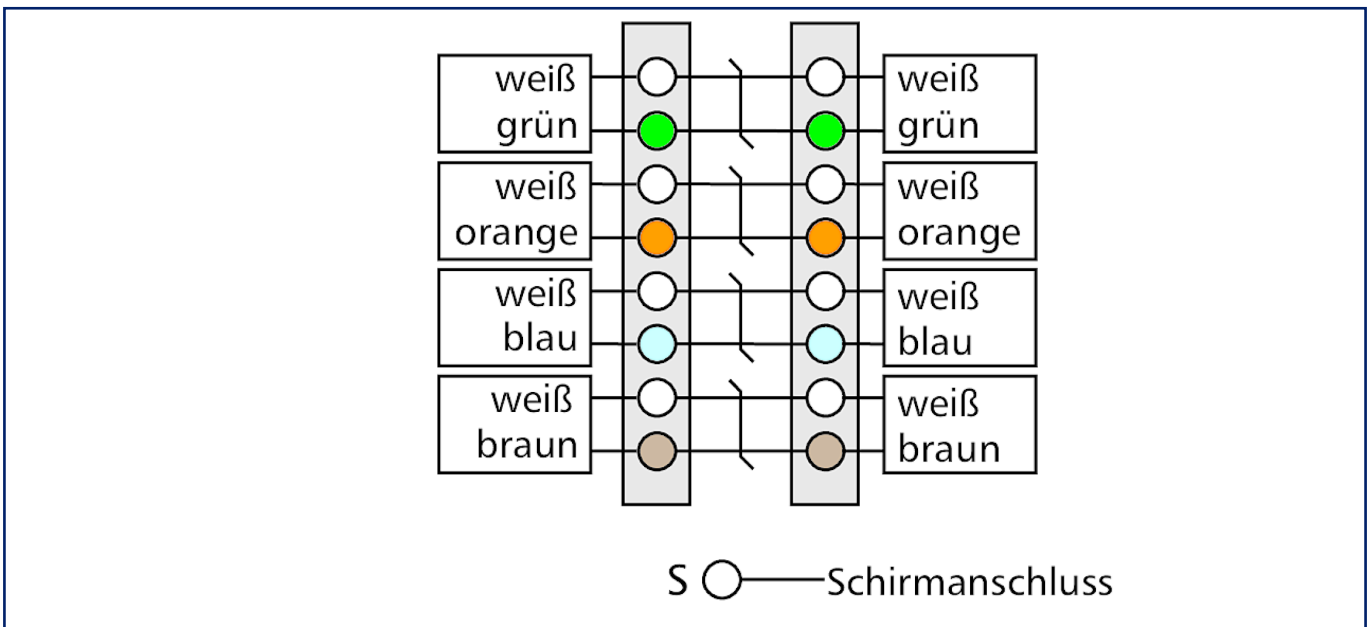 weiß
grün
weiß
orange
weiß
blau
weiß
braun
weiß
grün
weiß
orange
weiß
blau
weiß
braun
S
Schirmanschluss